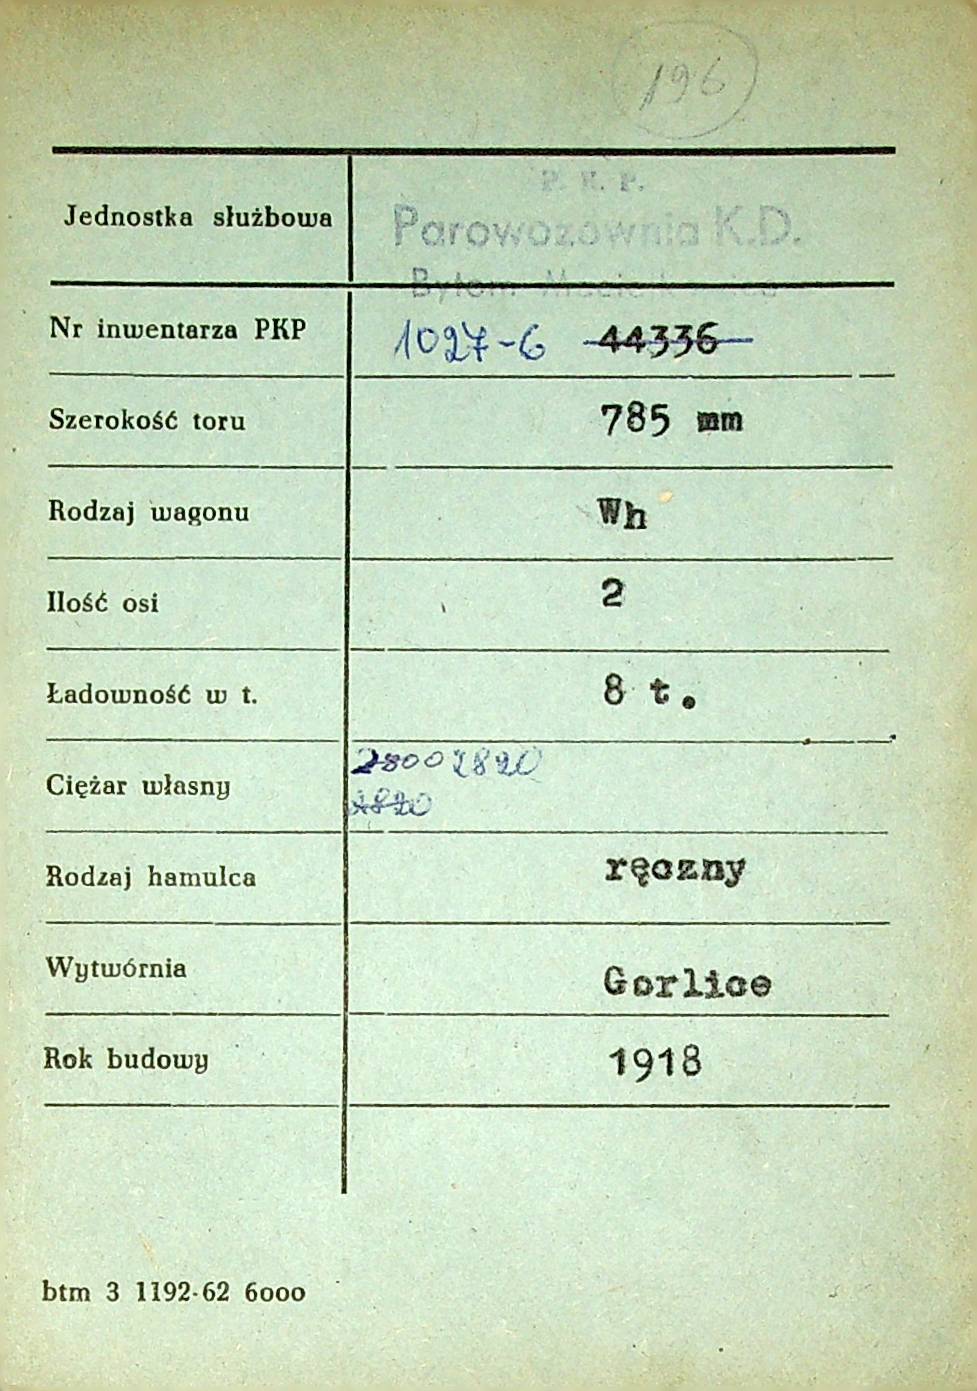 196
P. K. P.
Jednostka służbowa Parowozownia K.D.
Bytom
Nr inwentarza PKP 1027-6 44336
Szerokość toru 785 mm
Rodzaj wagonu Wh
Ilość osi 2
Ładowność w t. 8 t.
2800 2820
Ciężar własny
2820
Rodzaj hamulca ręczny
Wytwórnia Gorlice
Rok budowy 1918
btm 3 1192-62 6000